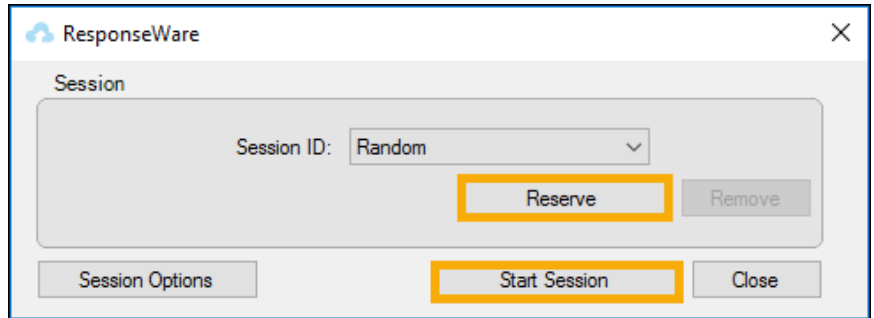 ResponseWare
Session
Session ID: Random
Reserve Remove
Session Options Start Session Close